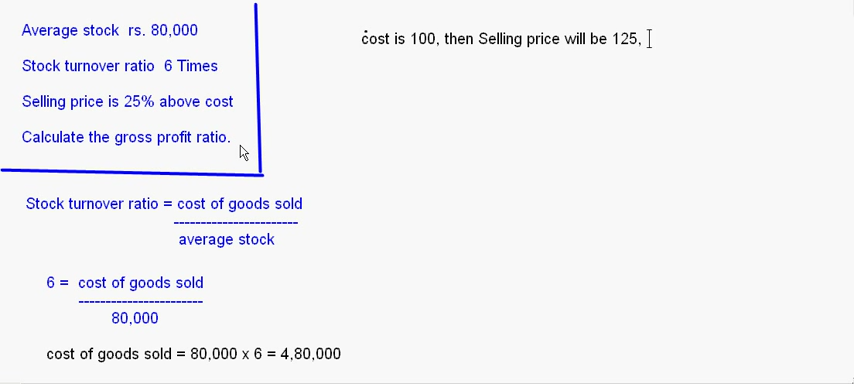 Average stock rs. 80,000
Stock turnover ratio 6 Times
Selling price is 25% above cost
Calculate the gross profit ratio.
Stock turnover ratio = cost of goods sold
-----------------------
average stock
6 = cost of goods sold
-----------------------
80,000
cost of goods sold = 80,000 x 6 = 4,80,000
cost is 100, then Selling price will be 125,